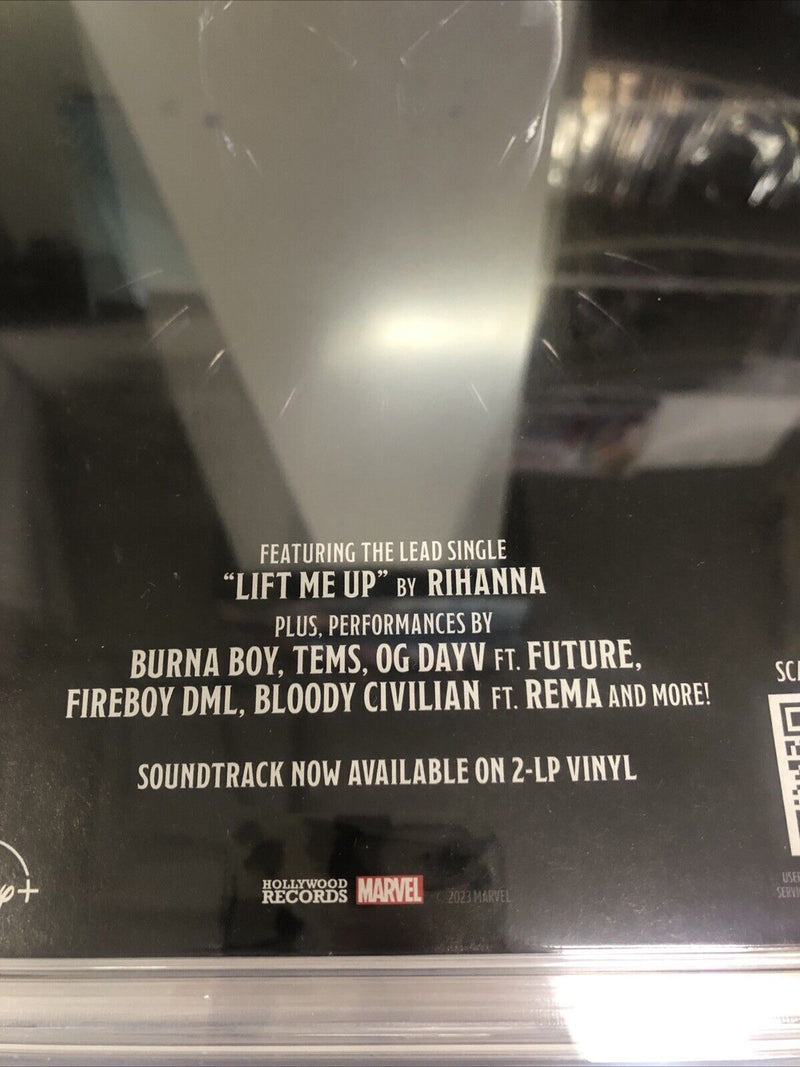 FEATURING THE LEAD SINGLE
“LIFT ME UP” BY RIHANNA
PLUS, PERFORMANCES BY
BURNA BOY, TEMS, OG DAYV FT. FUTURE,
FIREBOY DML, BLOODY CIVILIAN FT. REMA AND MORE!
SOUNDTRACK NOW AVAILABLE ON 2-LP VINYL
HOLLYWOOD
RECORDS
MARVEL
© 2023 MARVEL